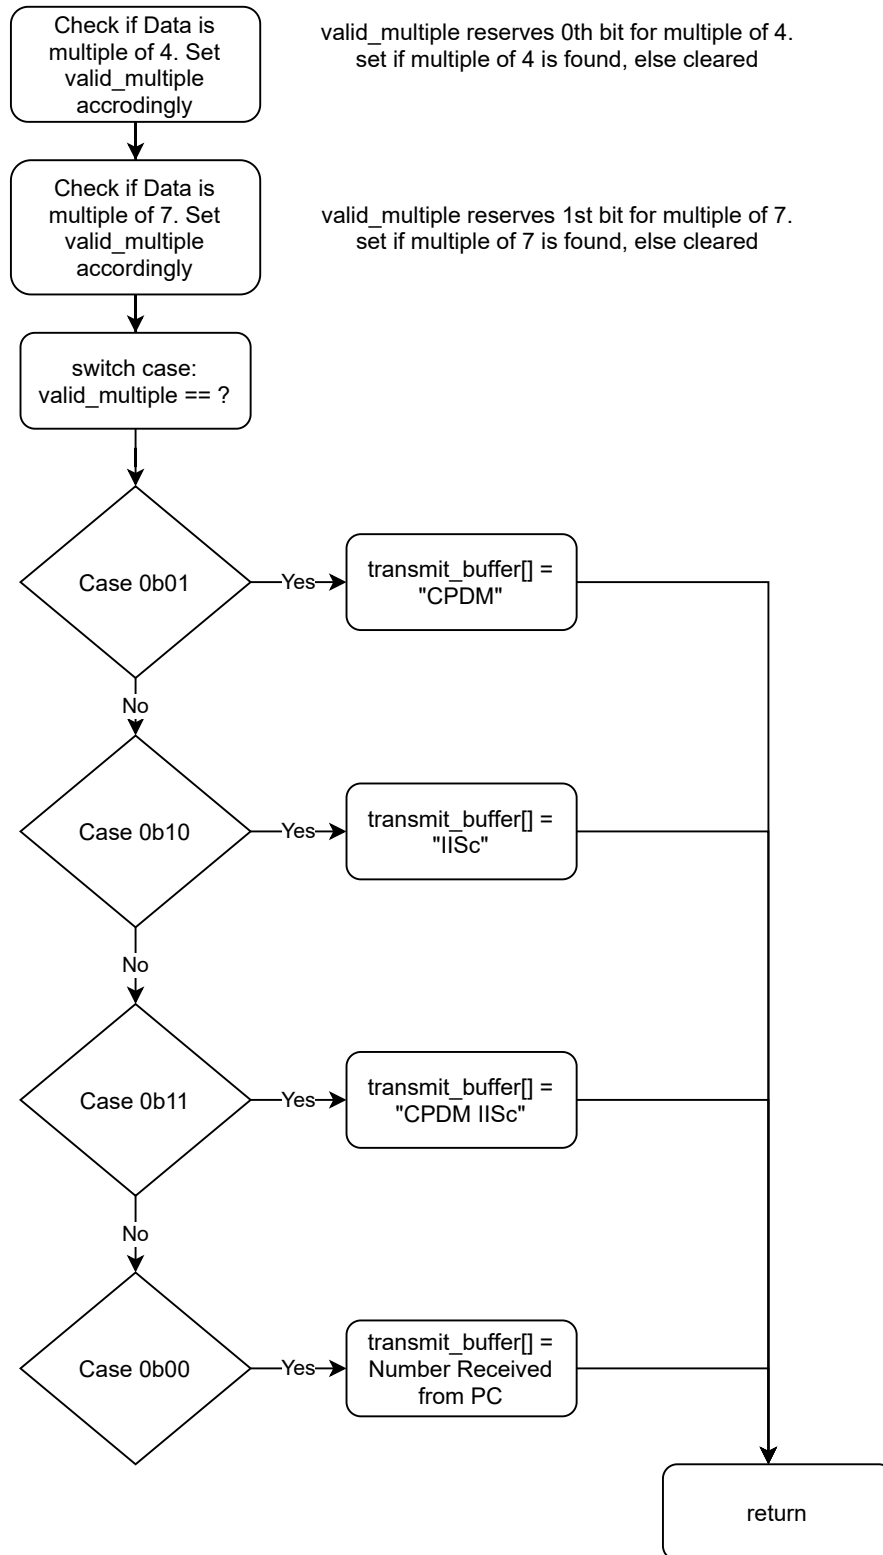 Check if Data is
multiple of 4. Set
valid_multiple
accrodingly
valid_multiple reserves 0th bit for multiple of 4.
set if multiple of 4 is found, else cleared
Check if Data is
multiple of 7. Set
valid_multiple
accordingly
valid_multiple reserves 1st bit for multiple of 7.
set if multiple of 7 is found, else cleared
switch case:
valid_multiple == ?
Case 0b01
Yes
transmit_buffer[] =
"CPDM"
No
Case 0b10
Yes
transmit_buffer[] =
"IISc"
No
Case 0b11
Yes
transmit_buffer[] =
"CPDM IISc"
No
Case 0b00
Yes
transmit_buffer[] =
Number Received
from PC
return